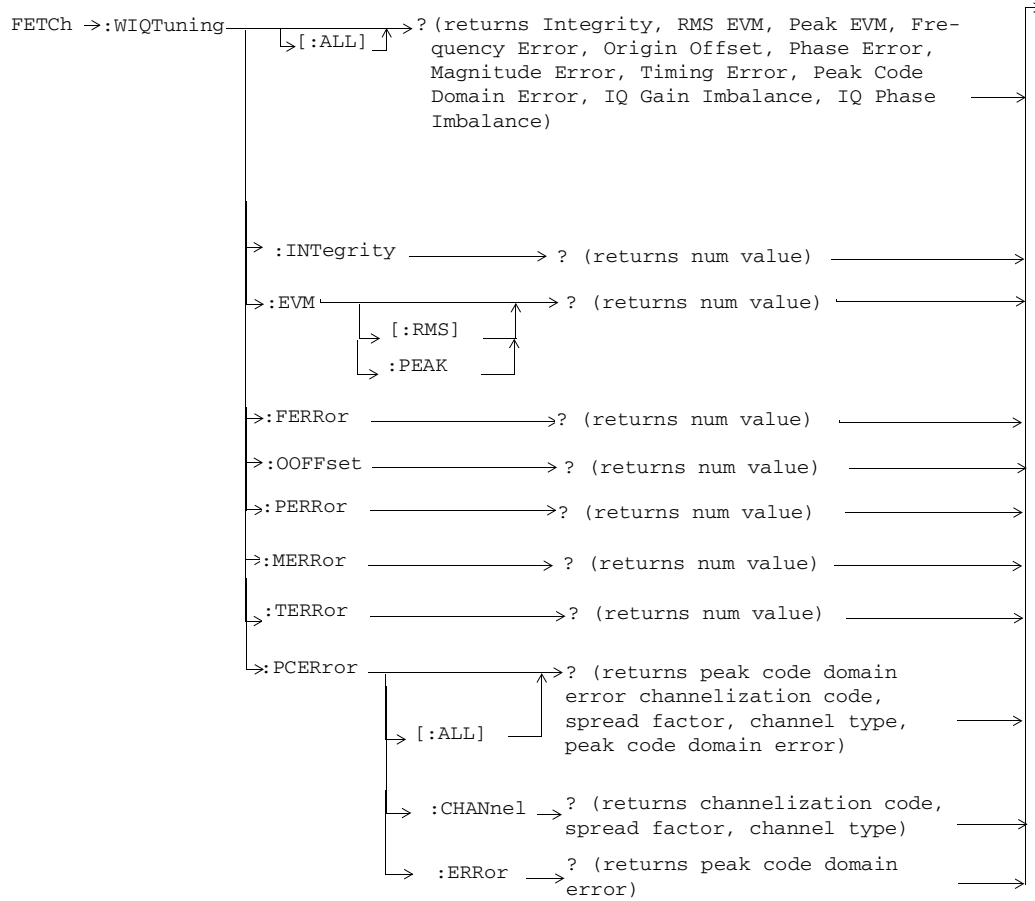 FETCh :WIQTuning ? (returns Integrity, RMS EVM, Peak EVM, Fre-
[:ALL] quency Error, Origin Offset, Phase Error,
Magnitude Error, Timing Error, Peak Code
Domain Error, IQ Gain Imbalance, IQ Phase
Imbalance)
:INTegrity ? (returns num value)
:EVM ? (returns num value)
[:RMS]
:PEAK
:FERRor ? (returns num value)
:OOFFset ? (returns num value)
:PERRor ? (returns num value)
:MERRor ? (returns num value)
:TERRor ? (returns num value)
:PCERror ? (returns peak code domain
error channelization code,
spread factor, channel type,
[:ALL] peak code domain error)
:CHANnel ? (returns channelization code,
spread factor, channel type)
:ERRor ? (returns peak code domain
error)